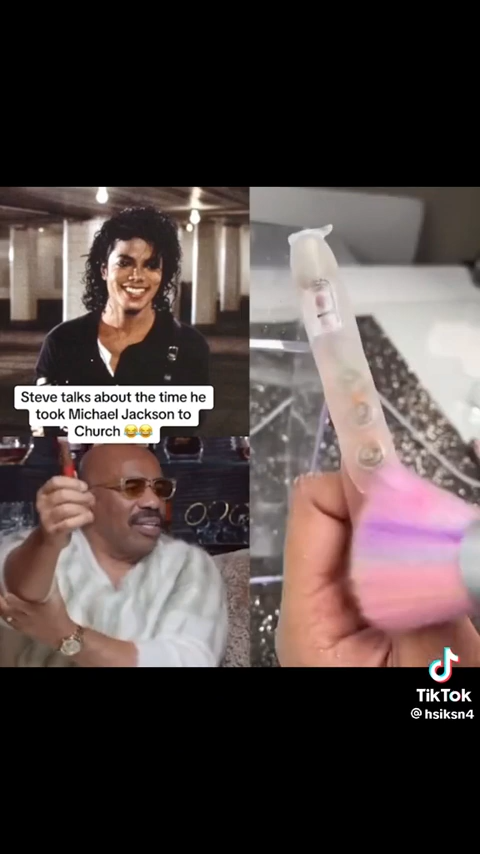 Steve talks about the time he
took Michael Jackson to
Church 😂😂
TikTok
@hsiksn4